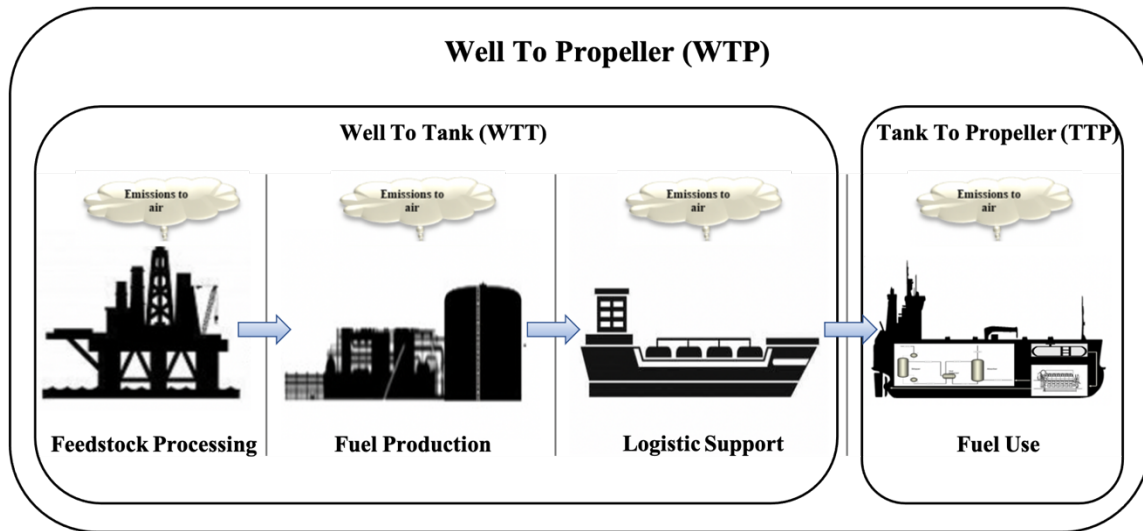 Well To Propeller (WTP)
Well To Tank (WTT)
Tank To Propeller (TTP)
Emissions to
air
Emissions to
air
Emissions to
air
Emissions to
air
Feedstock Processing
Fuel Production
Logistic Support
Fuel Use